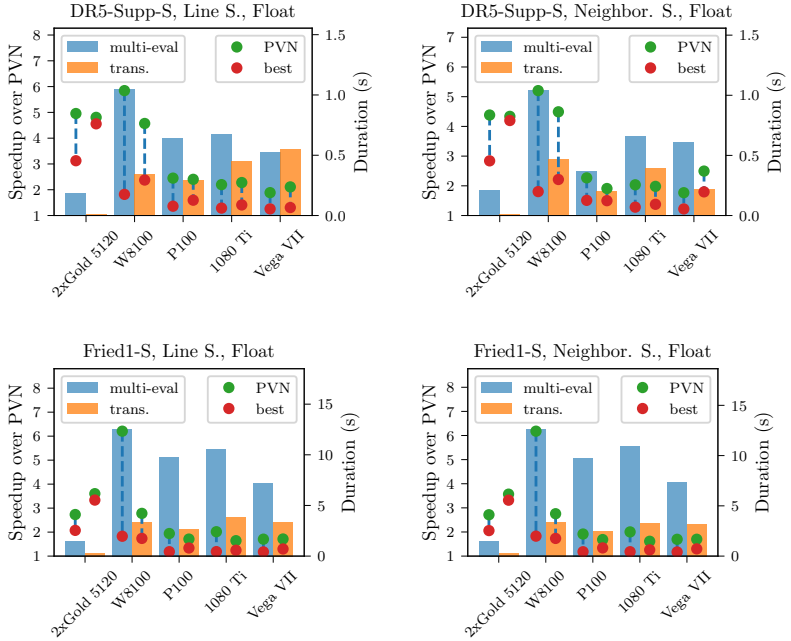 DR5-Supp-S, Line S., Float
Speedup over PVN
8
7
6
5
4
3
2
1
multi-eval
trans.
PVN
best
1.5
1.0
0.5
0.0
Duration (s)
2xGold 5120
W8100
P100
1080 Ti
Vega VII
DR5-Supp-S, Neighbor. S., Float
Speedup over PVN
7
6
5
4
3
2
1
multi-eval
trans.
PVN
best
1.5
1.0
0.5
0.0
Duration (s)
2xGold 5120
W8100
P100
1080 Ti
Vega VII
Fried1-S, Line S., Float
Speedup over PVN
8
7
6
5
4
3
2
1
multi-eval
trans.
PVN
best
15
10
5
0
Duration (s)
2xGold 5120
W8100
P100
1080 Ti
Vega VII
Fried1-S, Neighbor. S., Float
Speedup over PVN
8
7
6
5
4
3
2
1
multi-eval
trans.
PVN
best
15
10
5
0
Duration (s)
2xGold 5120
W8100
P100
1080 Ti
Vega VII